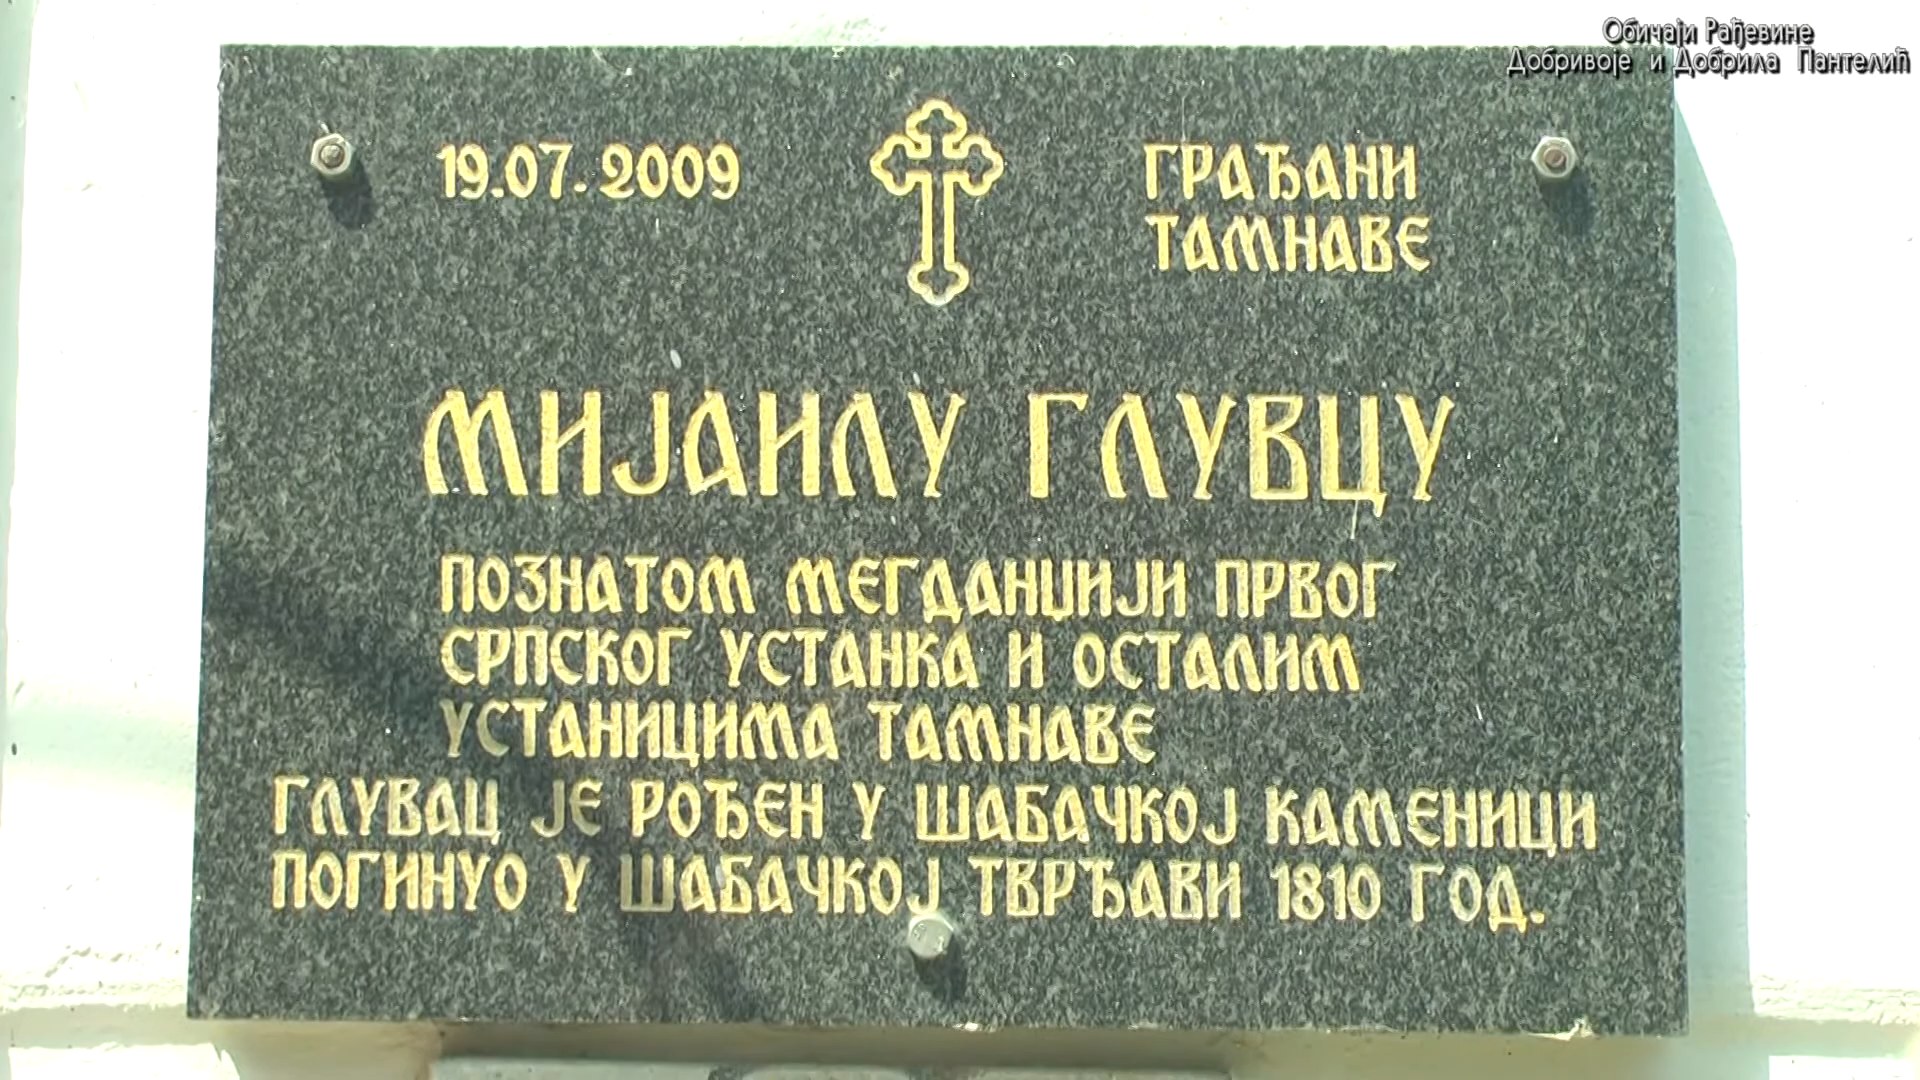 Обичаји Рађевине
Добривоје и Добрила Пантелић
19.07.2009
ГРАЂАНИ
ТАМНАВЕ
МИЈАИЛУ ГЛУВЦУ
ПОЗНАТОМ МЕГДАНЏИЈИ ПРВОГ
СРПСКОГ УСТАНКА И ОСТАЛИМ
УСТАНИЦИМА ТАМНАВЕ
ГЛУВАЦ ЈЕ РОЂЕН У ШАБАЧКОЈ КАМЕНИЦИ
ПОГИНУО У ШАБАЧКОЈ ТВРЂАВИ 1810 ГОД.